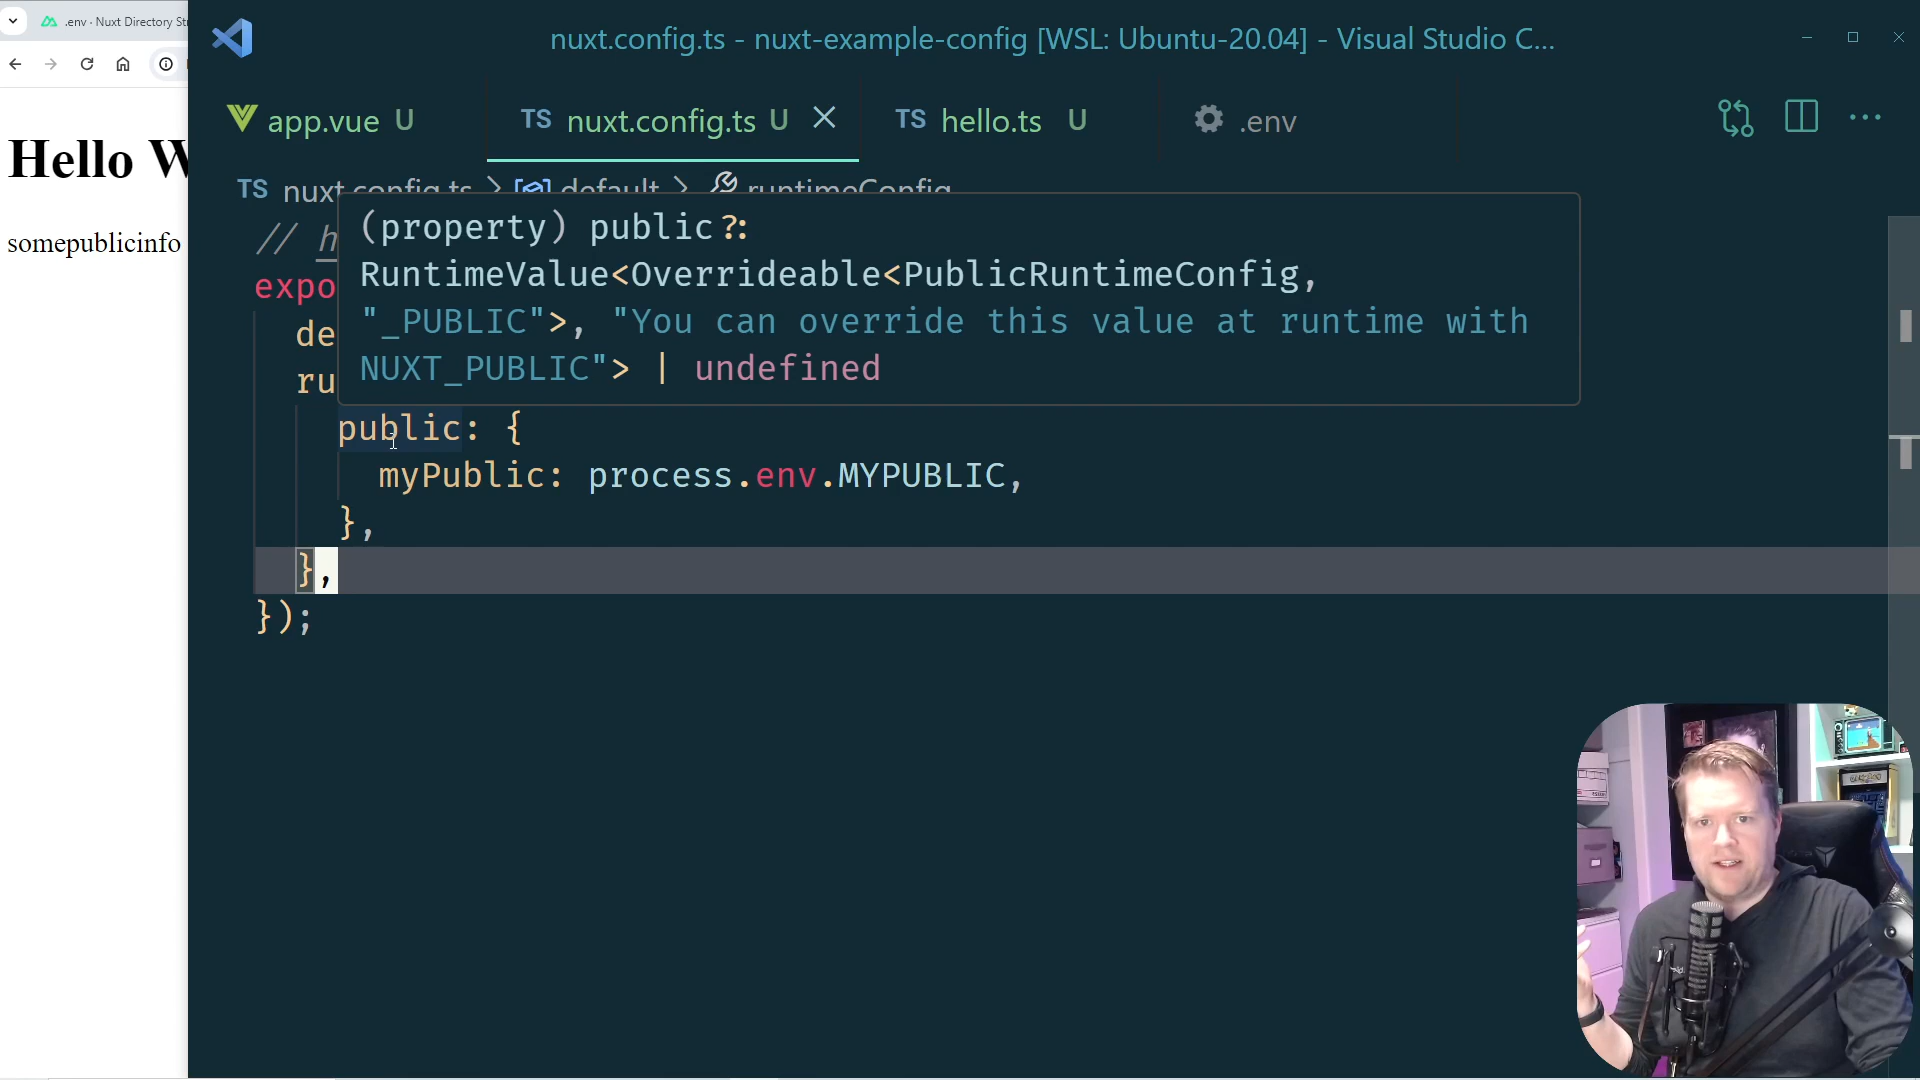 .env · Nuxt Directory Str
nuxt.config.ts - nuxt-example-config [WSL: Ubuntu-20.04] - Visual Studio C...
app.vue U
TS nuxt.config.ts U
TS hello.ts U
.env
TS nuxt.config.ts > default > runtimeConfig
Hello W
somepublicinfo
(property) public?:
RuntimeValue<Overrideable<PublicRuntimeConfig,
"_PUBLIC">, "You can override this value at runtime with
NUXT_PUBLIC"> | undefined
// h
expo
de
ru
public: {
myPublic: process.env.MYPUBLIC,
},
},
});